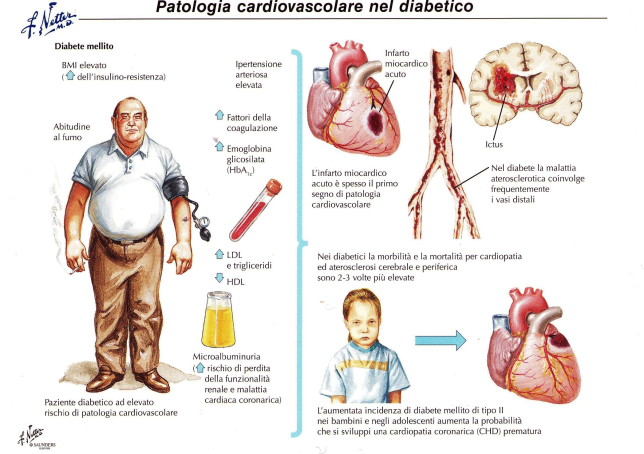 Patologia cardiovascolare nel diabetico
F. Netter
M.D.
Diabete mellito
BMI elevato
( dell'insulino-resistenza)
Ipertensione
arteriosa
elevata
Abitudine
al fumo
Fattori della
coagulazione
Emoglobina
glicosilata
(HbA1c)
LDL
e trigliceridi
HDL
Microalbuminuria
( rischio di perdita
della funzionalità
renale e malattia
cardiaca coronarica)
Paziente diabetico ad elevato
rischio di patologia cardiovascolare
Infarto
miocardico
acuto
Ictus
L'infarto miocardico
acuto è spesso il primo
segno di patologia
cardiovascolare
Nel diabete la malattia
aterosclerotica coinvolge
frequentemente
i vasi distali
Nei diabetici la morbilità e la mortalità per cardiopatia
ed aterosclerosi cerebrale e periferica
sono 2-3 volte più elevate
L'aumentata incidenza di diabete mellito di tipo II
nei bambini e negli adolescenti aumenta la probabilità
che si sviluppi una cardiopatia coronarica (CHD) prematura
F. Netter
M.D.
© SAUNDERS